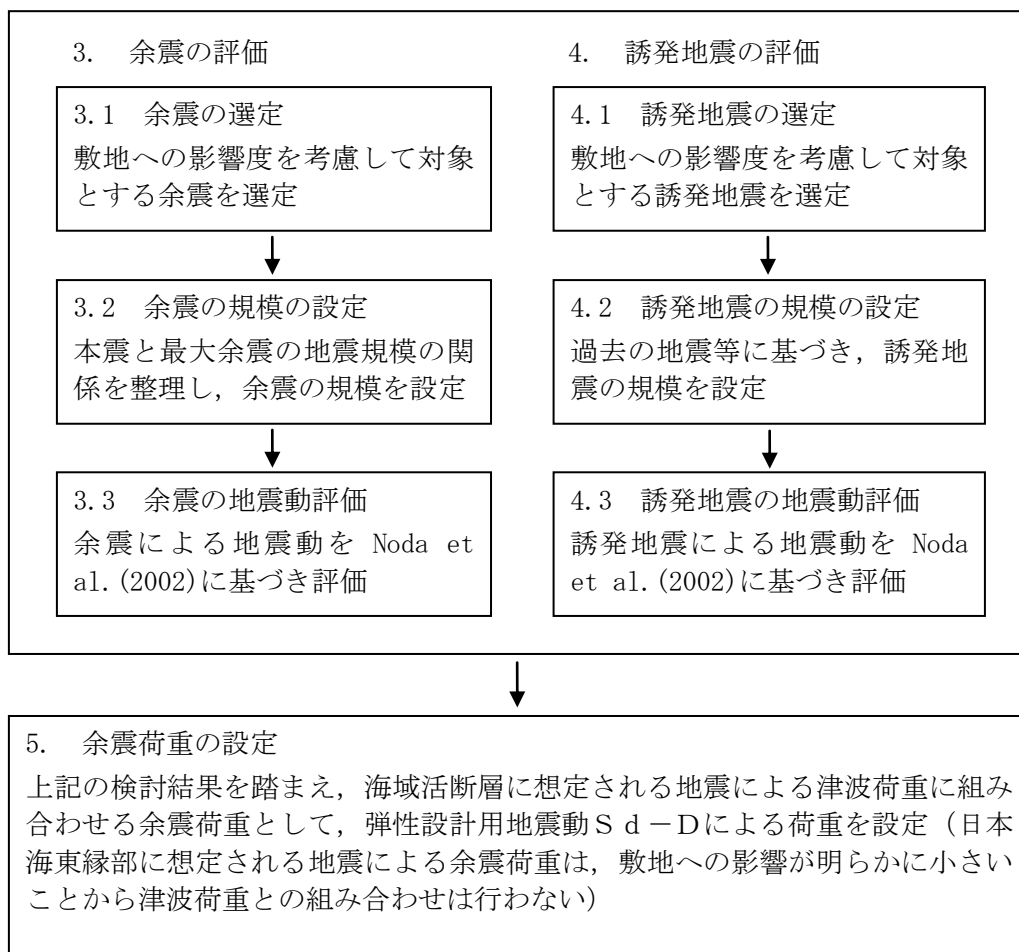 3. 余震の評価
3.1 余震の選定
敷地への影響度を考慮して対象
とする余震を選定
3.2 余震の規模の設定
本震と最大余震の地震規模の関
係を整理し，余震の規模を設定
3.3 余震の地震動評価
余震による地震動を Noda et
al.(2002)に基づき評価
4. 誘発地震の評価
4.1 誘発地震の選定
敷地への影響度を考慮して対象
とする誘発地震を選定
4.2 誘発地震の規模の設定
過去の地震等に基づき，誘発地
震の規模を設定
4.3 誘発地震の地震動評価
誘発地震による地震動を Noda
et al.(2002)に基づき評価
5. 余震荷重の設定
上記の検討結果を踏まえ，海域活断層に想定される地震による津波荷重に組み
合わせる余震荷重として，弾性設計用地震動Ｓｄ－Ｄによる荷重を設定（日本
海東縁部に想定される地震による余震荷重は，敷地への影響が明らかに小さい
ことから津波荷重との組み合わせは行わない）